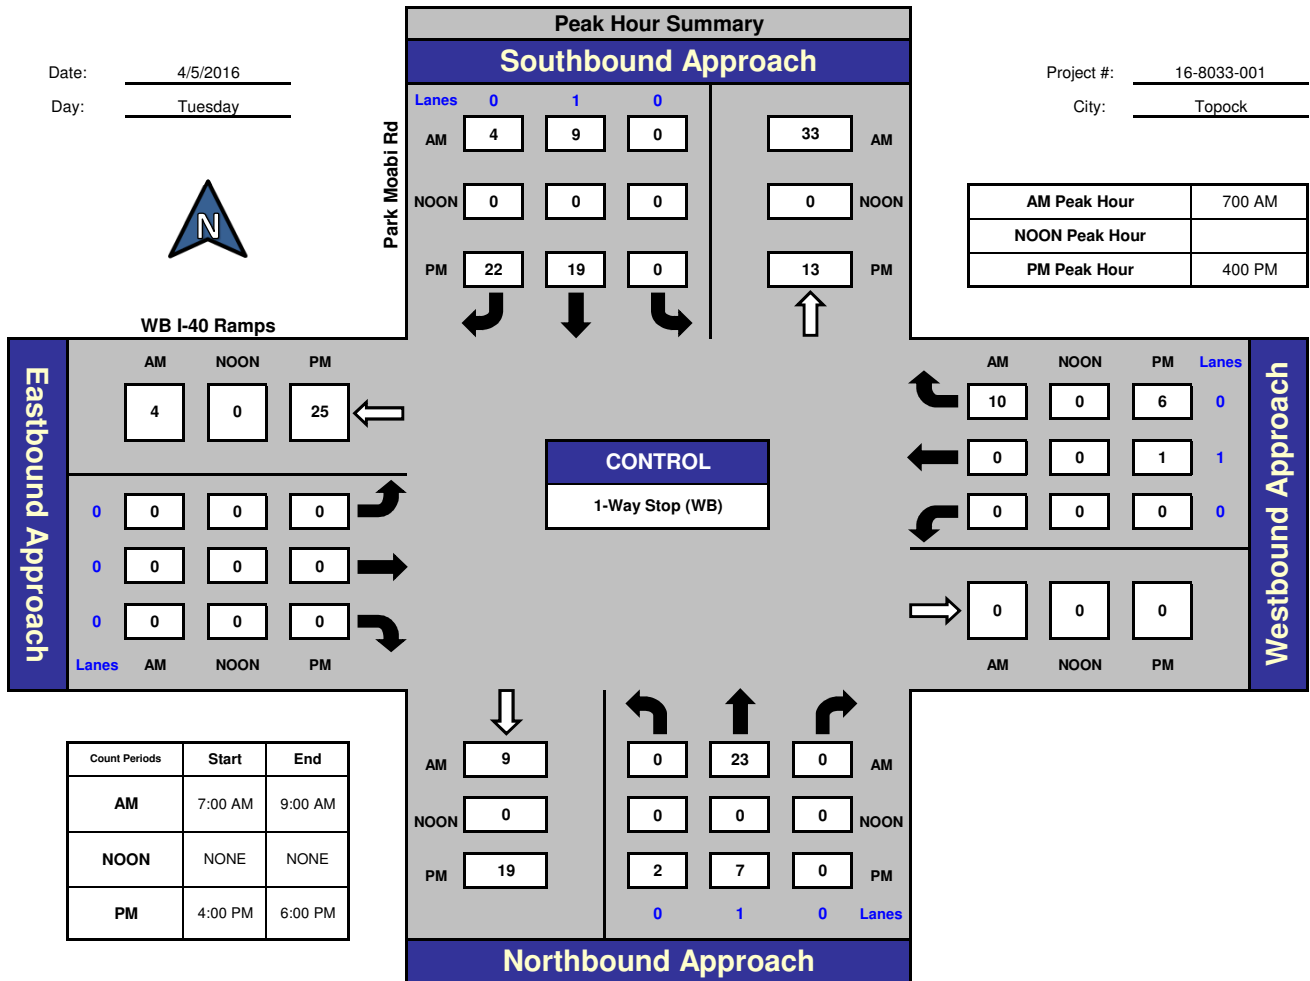 Peak Hour Summary
Southbound Approach
Date: 4/5/2016
Day: Tuesday
Project #: 16-8033-001
City: Topock
N
Park Moabi Rd
Lanes 0 1 0
AM 4 9 0 33 AM
NOON 0 0 0 0 NOON
PM 22 19 0 13 PM
AM Peak Hour 700 AM
NOON Peak Hour
PM Peak Hour 400 PM
WB I-40 Ramps
Eastbound Approach
AM NOON PM
4 0 25
0 0 0 0
0 0 0 0
0 0 0 0
Lanes AM NOON PM
CONTROL
1-Way Stop (WB)
AM NOON PM Lanes
10 0 6 0
0 0 1 1
0 0 0 0
0 0 0
AM NOON PM
Westbound Approach
Count Periods Start End
AM 7:00 AM 9:00 AM
NOON NONE NONE
PM 4:00 PM 6:00 PM
AM 9 0 23 0 AM
NOON 0 0 0 0 NOON
PM 19 2 7 0 PM
0 1 0 Lanes
Northbound Approach